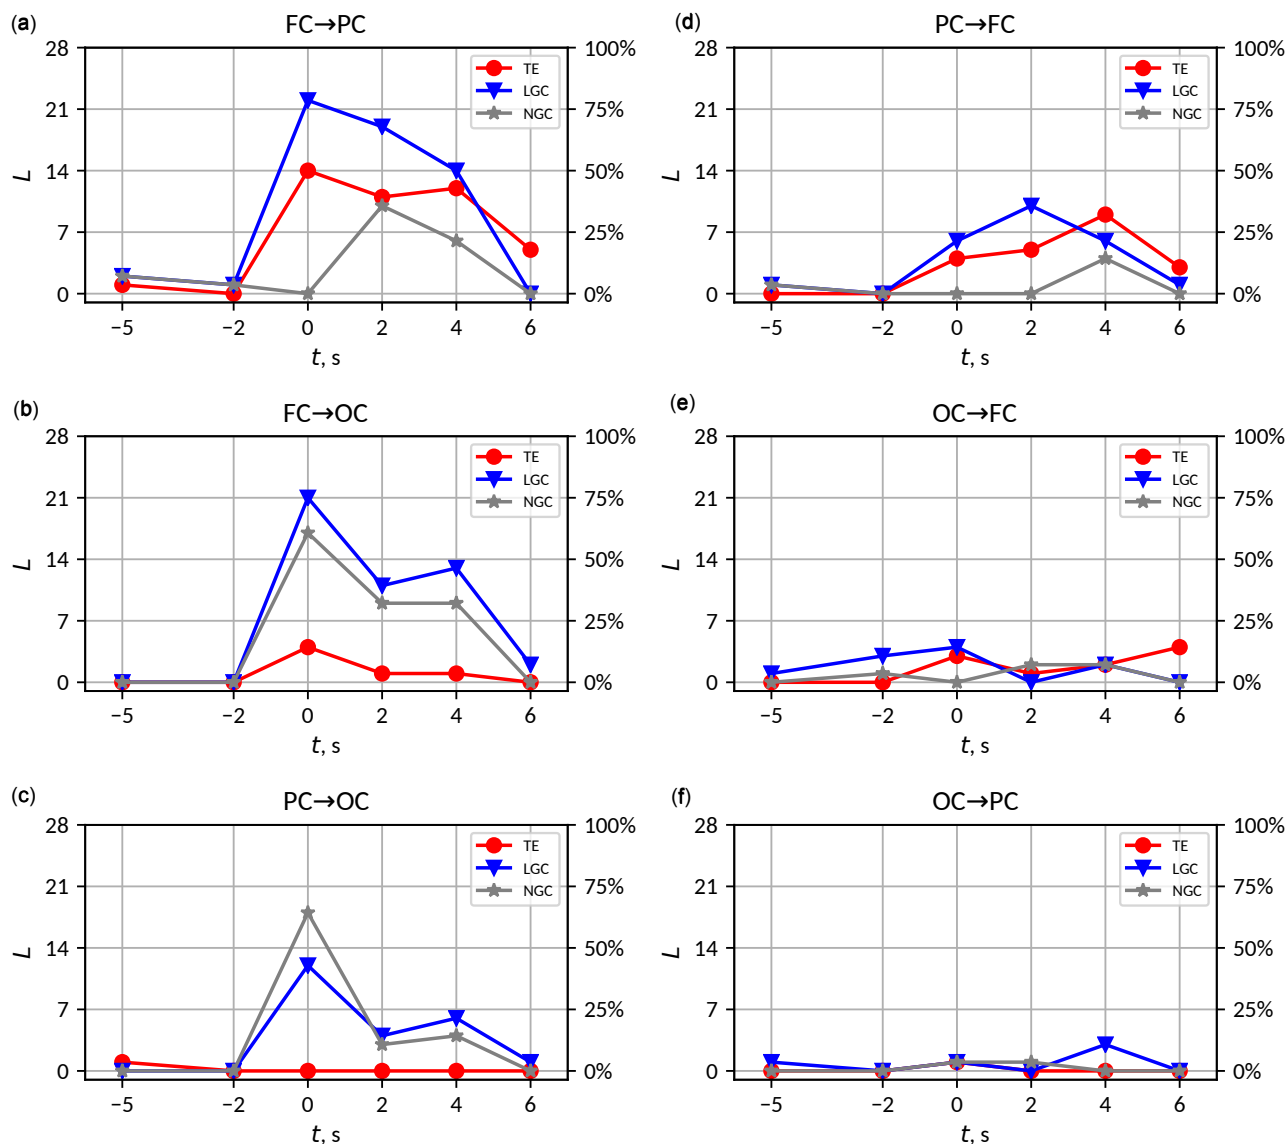 (a) FC→PC
28 100%
TE
LGC
NGC
21 75%
L
14 50%
7 25%
0 0%
−5 −2 0 2 4 6
t, s
(d) PC→FC
28 100%
TE
LGC
NGC
21 75%
L
14 50%
7 25%
0 0%
−5 −2 0 2 4 6
t, s
(b) FC→OC
28 100%
TE
LGC
NGC
21 75%
L
14 50%
7 25%
0 0%
−5 −2 0 2 4 6
t, s
(e) OC→FC
28 100%
TE
LGC
NGC
21 75%
L
14 50%
7 25%
0 0%
−5 −2 0 2 4 6
t, s
(c) PC→OC
28 100%
TE
LGC
NGC
21 75%
L
14 50%
7 25%
0 0%
−5 −2 0 2 4 6
t, s
(f) OC→PC
28 100%
TE
LGC
NGC
21 75%
L
14 50%
7 25%
0 0%
−5 −2 0 2 4 6
t, s